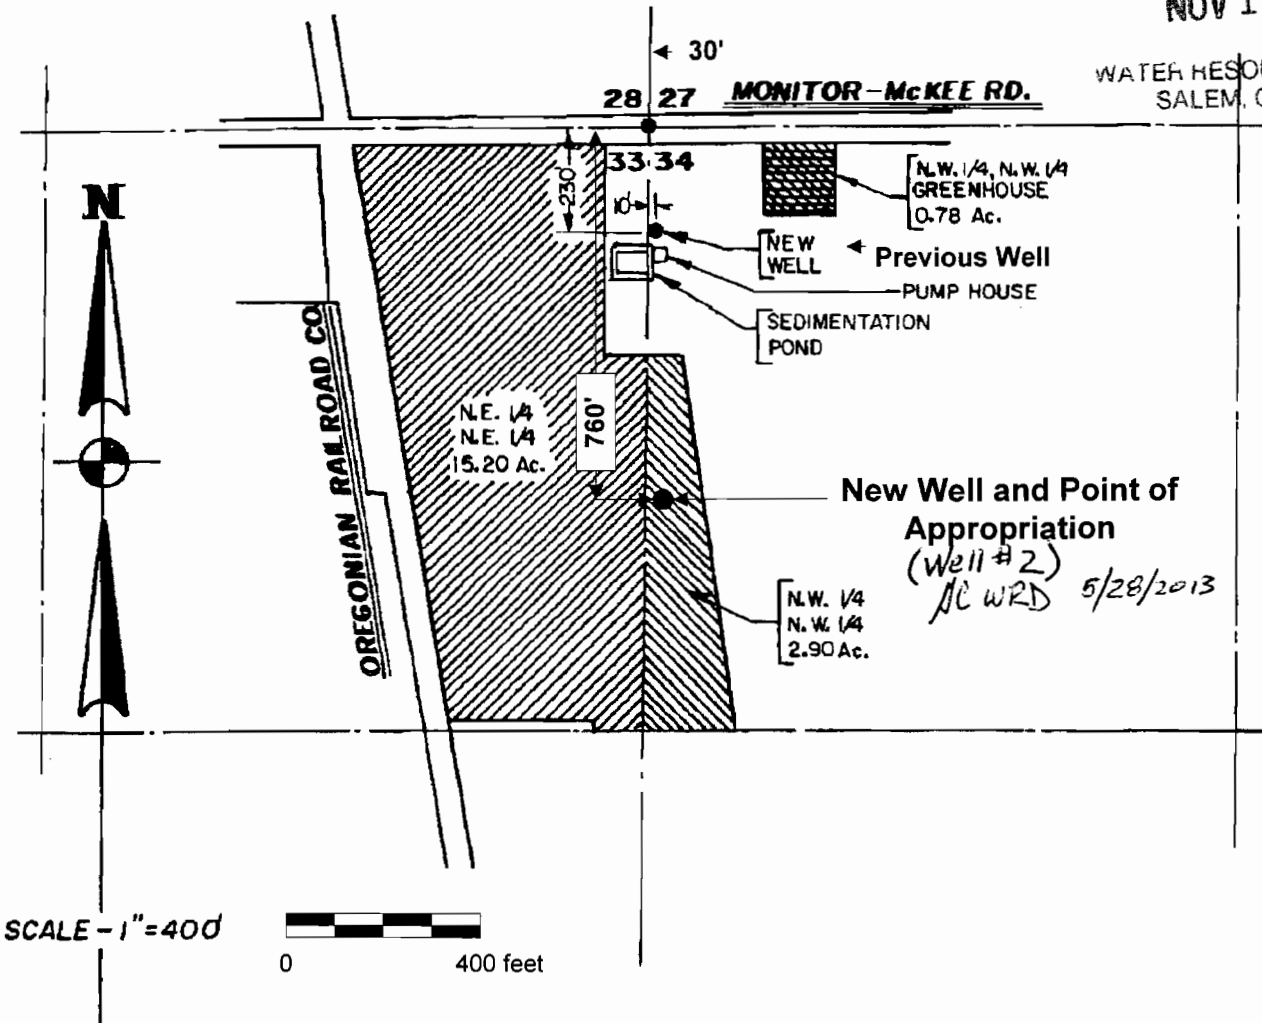 NOV 1
30'
WATER RESOU
SALEM, O
28 27
MONITOR-McKEE RD.
33 34
N.W. 1/4, N.W. 1/4
GREENHOUSE
0.78 Ac.
230'
10'
N
NEW
WELL
Previous Well
PUMP HOUSE
SEDIMENTATION
POND
OREGONIAN RAILROAD CO.
N.E. 1/4
N.E. 1/4
15.20 Ac.
760'
New Well and Point of
Appropriation
(Well #2)
AC WRD 5/28/2013
N.W. 1/4
N.W. 1/4
2.90 Ac.
SCALE - 1"=400'
0 400 feet